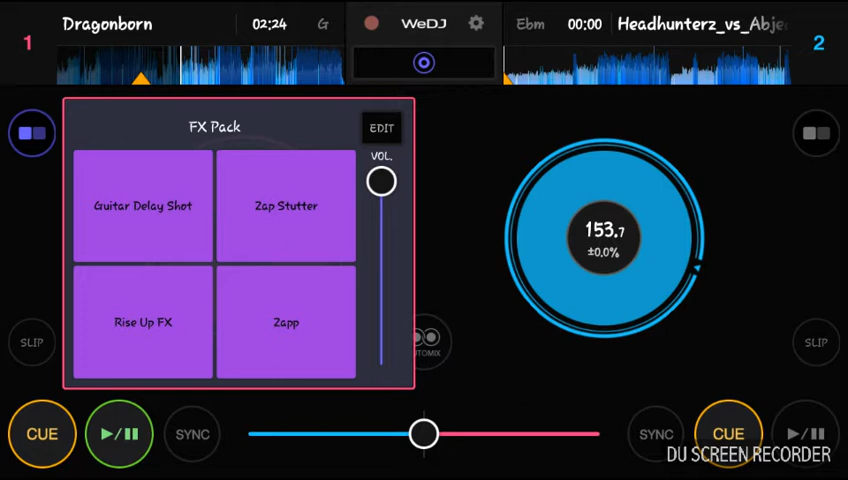 Dragonborn 02:24 G
WeDJ
Ebm 00:00 Headhunterz_vs_Abje
1
2
FX Pack
EDIT
VOL.
Guitar Delay Shot
Zap Stutter
Rise Up FX
Zapp
153.7
±0.0%
SLIP
UTOMIX
SLIP
CUE
SYNC
SYNC
CUE
DU SCREEN RECORDER